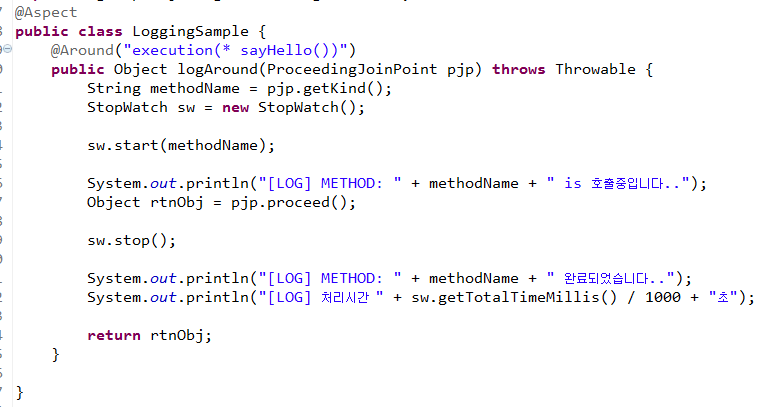 @Aspect
public class LoggingSample {
    @Around("execution(* sayHello())")
    public Object logAround(ProceedingJoinPoint pjp) throws Throwable {
        String methodName = pjp.getKind();
        StopWatch sw = new StopWatch();
        sw.start(methodName);
        System.out.println("[LOG] METHOD: " + methodName + " is 호출중입니다..");
        Object rtnObj = pjp.proceed();
        sw.stop();
        System.out.println("[LOG] METHOD: " + methodName + " 완료되었습니다..");
        System.out.println("[LOG] 처리시간 " + sw.getTotalTimeMillis() / 1000 + "초");
        return rtnObj;
    }
}